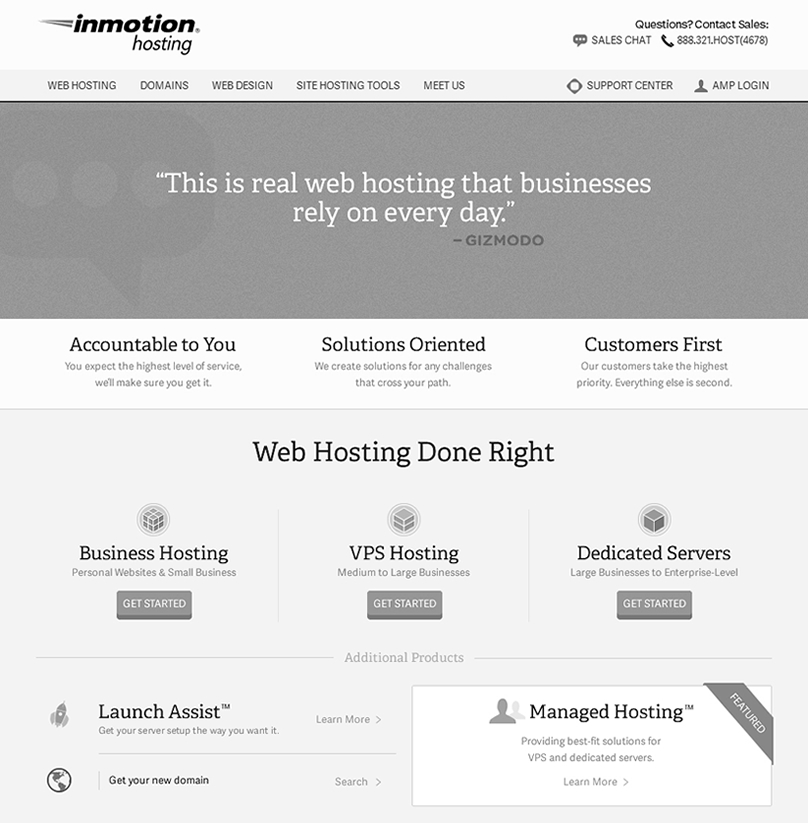 inmotion®
hosting
Questions? Contact Sales:
SALES CHAT 888.321.HOST(4678)
WEB HOSTING DOMAINS WEB DESIGN SITE HOSTING TOOLS MEET US SUPPORT CENTER AMP LOGIN
“This is real web hosting that businesses
rely on every day.”
– GIZMODO
Accountable to You
You expect the highest level of service,
we'll make sure you get it.
Solutions Oriented
We create solutions for any challenges
that cross your path.
Customers First
Our customers take the highest
priority. Everything else is second.
Web Hosting Done Right
Business Hosting
Personal Websites & Small Business
GET STARTED
VPS Hosting
Medium to Large Businesses
GET STARTED
Dedicated Servers
Large Businesses to Enterprise-Level
GET STARTED
Additional Products
Launch Assist™
Get your server setup the way you want it.
Learn More >
Get your new domain
Search >
FEATURED
Managed Hosting™
Providing best-fit solutions for
VPS and dedicated servers.
Learn More >